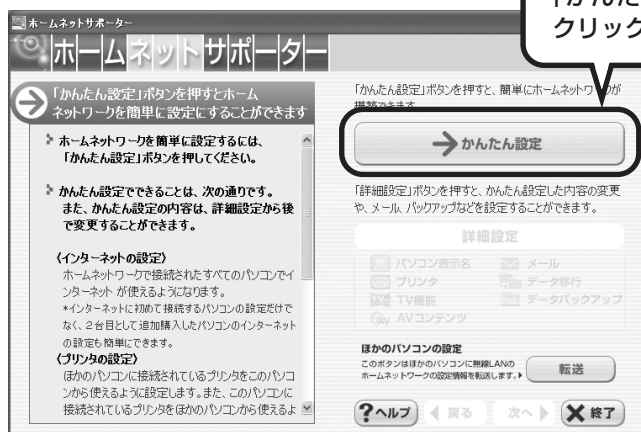 ホームネットサポーター
ホームネットサポーター
クリック
「かんたん設定」ボタンを押すとホーム
ネットワークを簡単に設定にすることができます
ホームネットワークを簡単に設定するには、
「かんたん設定」ボタンを押してください。
かんたん設定でできることは、次の通りです。
また、かんたん設定の内容は、詳細設定から後
で変更することができます。
〈インターネットの設定〉
ホームネットワークで接続されたすべてのパソコンでイ
ンターネット が使えるようになります。
*インターネットに初めて接続するパソコンの設定だけで
なく、2台目として追加購入したパソコンのインターネット
の設定も簡単にできます。
〈プリンタの設定〉
ほかのパソコンに接続されているプリンタをこのパソコ
ンから使えるように設定します。また、このパソコンに
接続されているプリンタをほかのパソコンから使えるよ
「かんたん設定」ボタンを押すと、簡単にホームネットワークが
構築できます。
かんたん設定
「詳細設定」ボタンを押すと、かんたん設定した内容の変更
や、メール、バックアップなどを設定することができます。
詳細設定
パソコン表示名
メール
プリンタ
データ移行
TV機能
データバックアップ
AVコンテンツ
ほかのパソコンの設定
このボタンはほかのパソコンに無線LANの
ホームネットワークの設定情報を転送します。
転送
?ヘルプ
戻る
次へ
終了